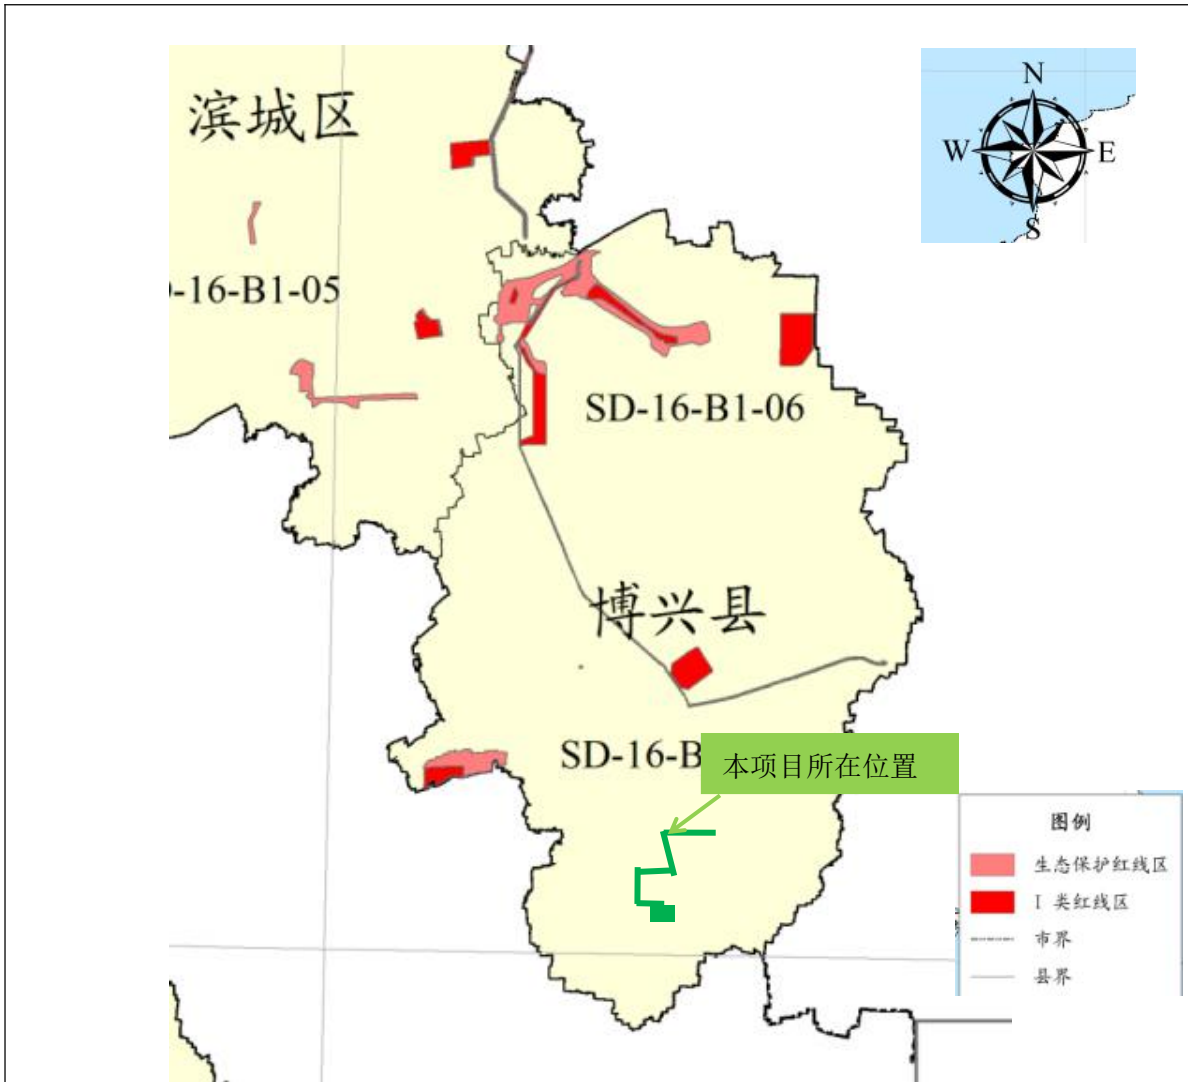 滨城区
N
W
E
S
-16-B1-05
SD-16-B1-06
博兴县
SD-16-B
本项目所在位置
图例
生态保护红线区
I 类红线区
市界
县界